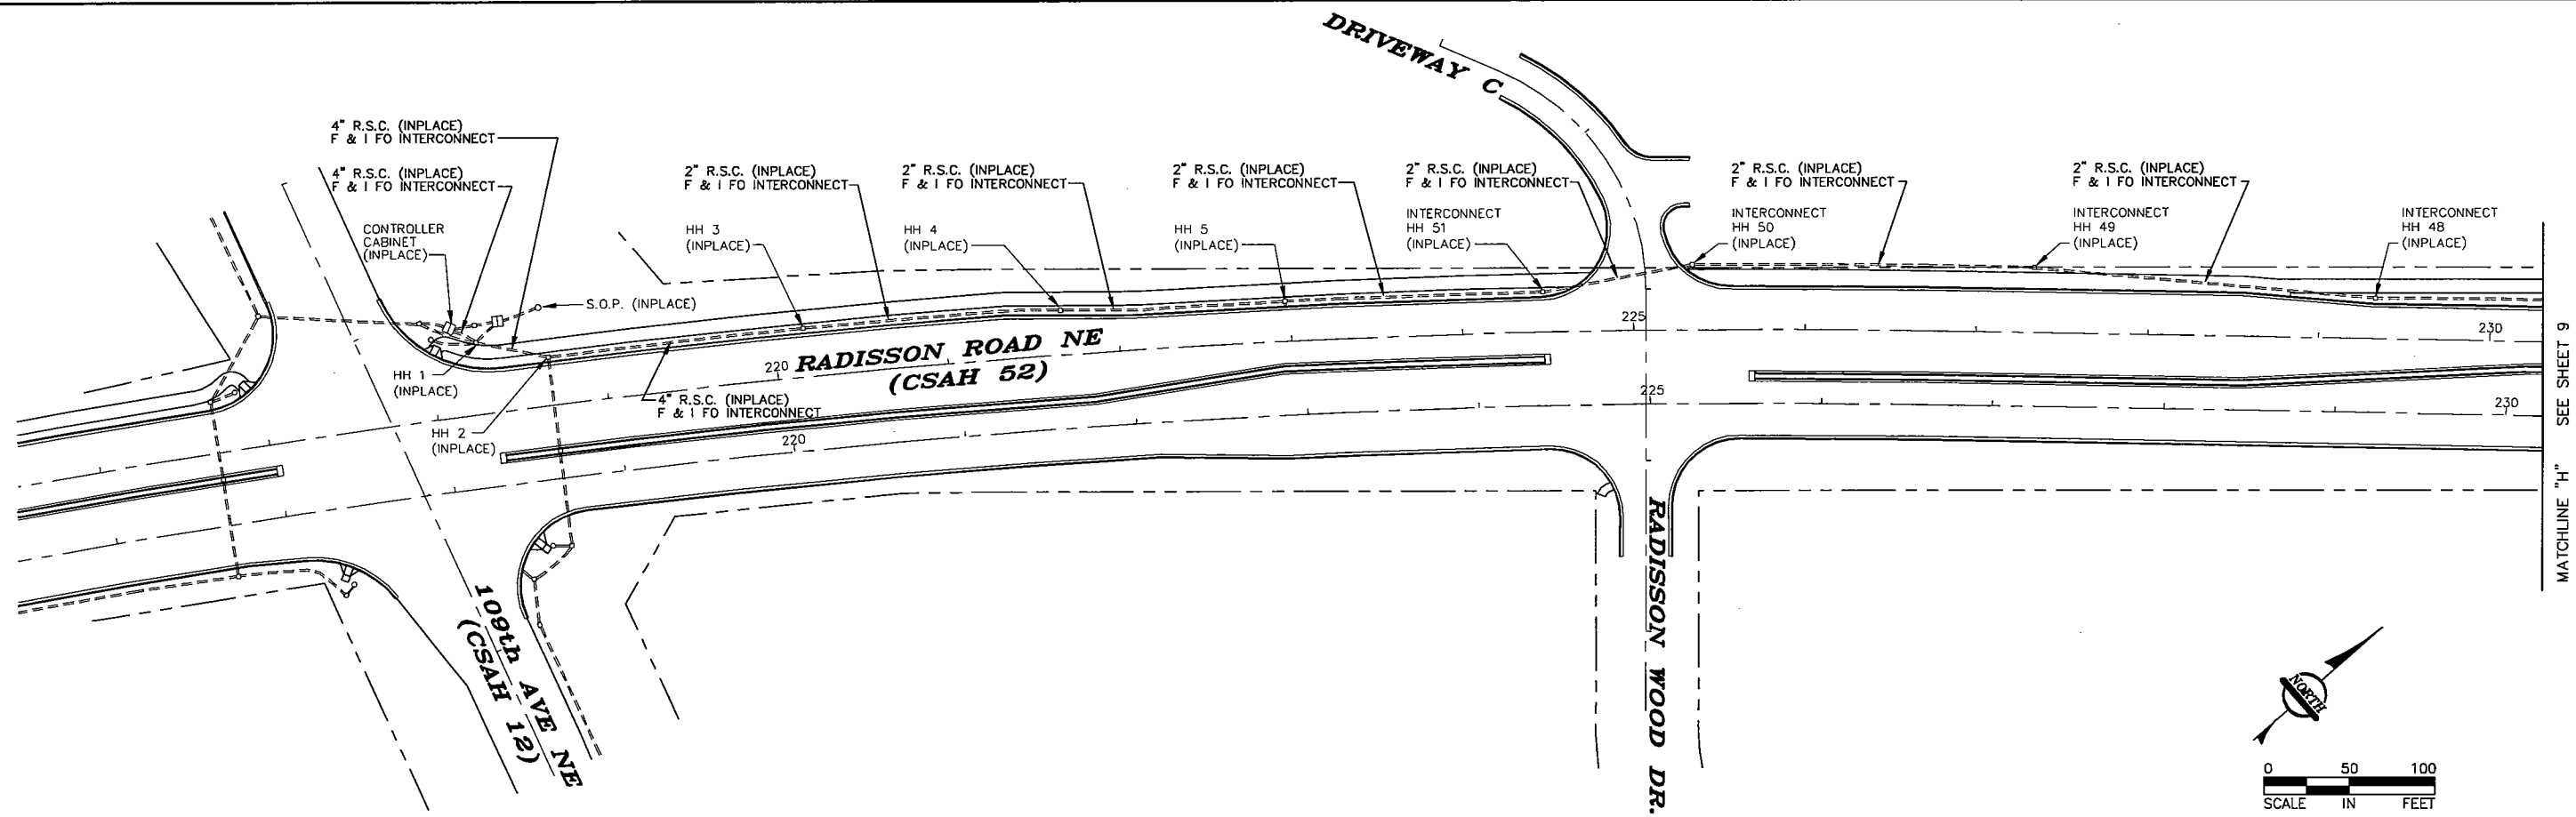 DRIVEWAY C
4" R.S.C. (INPLACE)
F & I FO INTERCONNECT
4" R.S.C. (INPLACE)
F & I FO INTERCONNECT
2" R.S.C. (INPLACE)
F & I FO INTERCONNECT
2" R.S.C. (INPLACE)
F & I FO INTERCONNECT
2" R.S.C. (INPLACE)
F & I FO INTERCONNECT
2" R.S.C. (INPLACE)
F & I FO INTERCONNECT
2" R.S.C. (INPLACE)
F & I FO INTERCONNECT
2" R.S.C. (INPLACE)
F & I FO INTERCONNECT
CONTROLLER
CABINET
(INPLACE)
HH 3
(INPLACE)
HH 4
(INPLACE)
HH 5
(INPLACE)
INTERCONNECT
HH 51
(INPLACE)
INTERCONNECT
HH 50
(INPLACE)
INTERCONNECT
HH 49
(INPLACE)
INTERCONNECT
HH 48
(INPLACE)
S.O.P. (INPLACE)
225
230
220
RADISSON ROAD NE
(CSAH 52)
HH 1
(INPLACE)
4" R.S.C. (INPLACE)
F & I FO INTERCONNECT
HH 2
(INPLACE)
220
225
230
MATCHLINE "H" SEE SHEET 9
109th AVE NE
(CSAH 12)
RADISSON WOOD DR.
NORTH
0 50 100
SCALE IN FEET